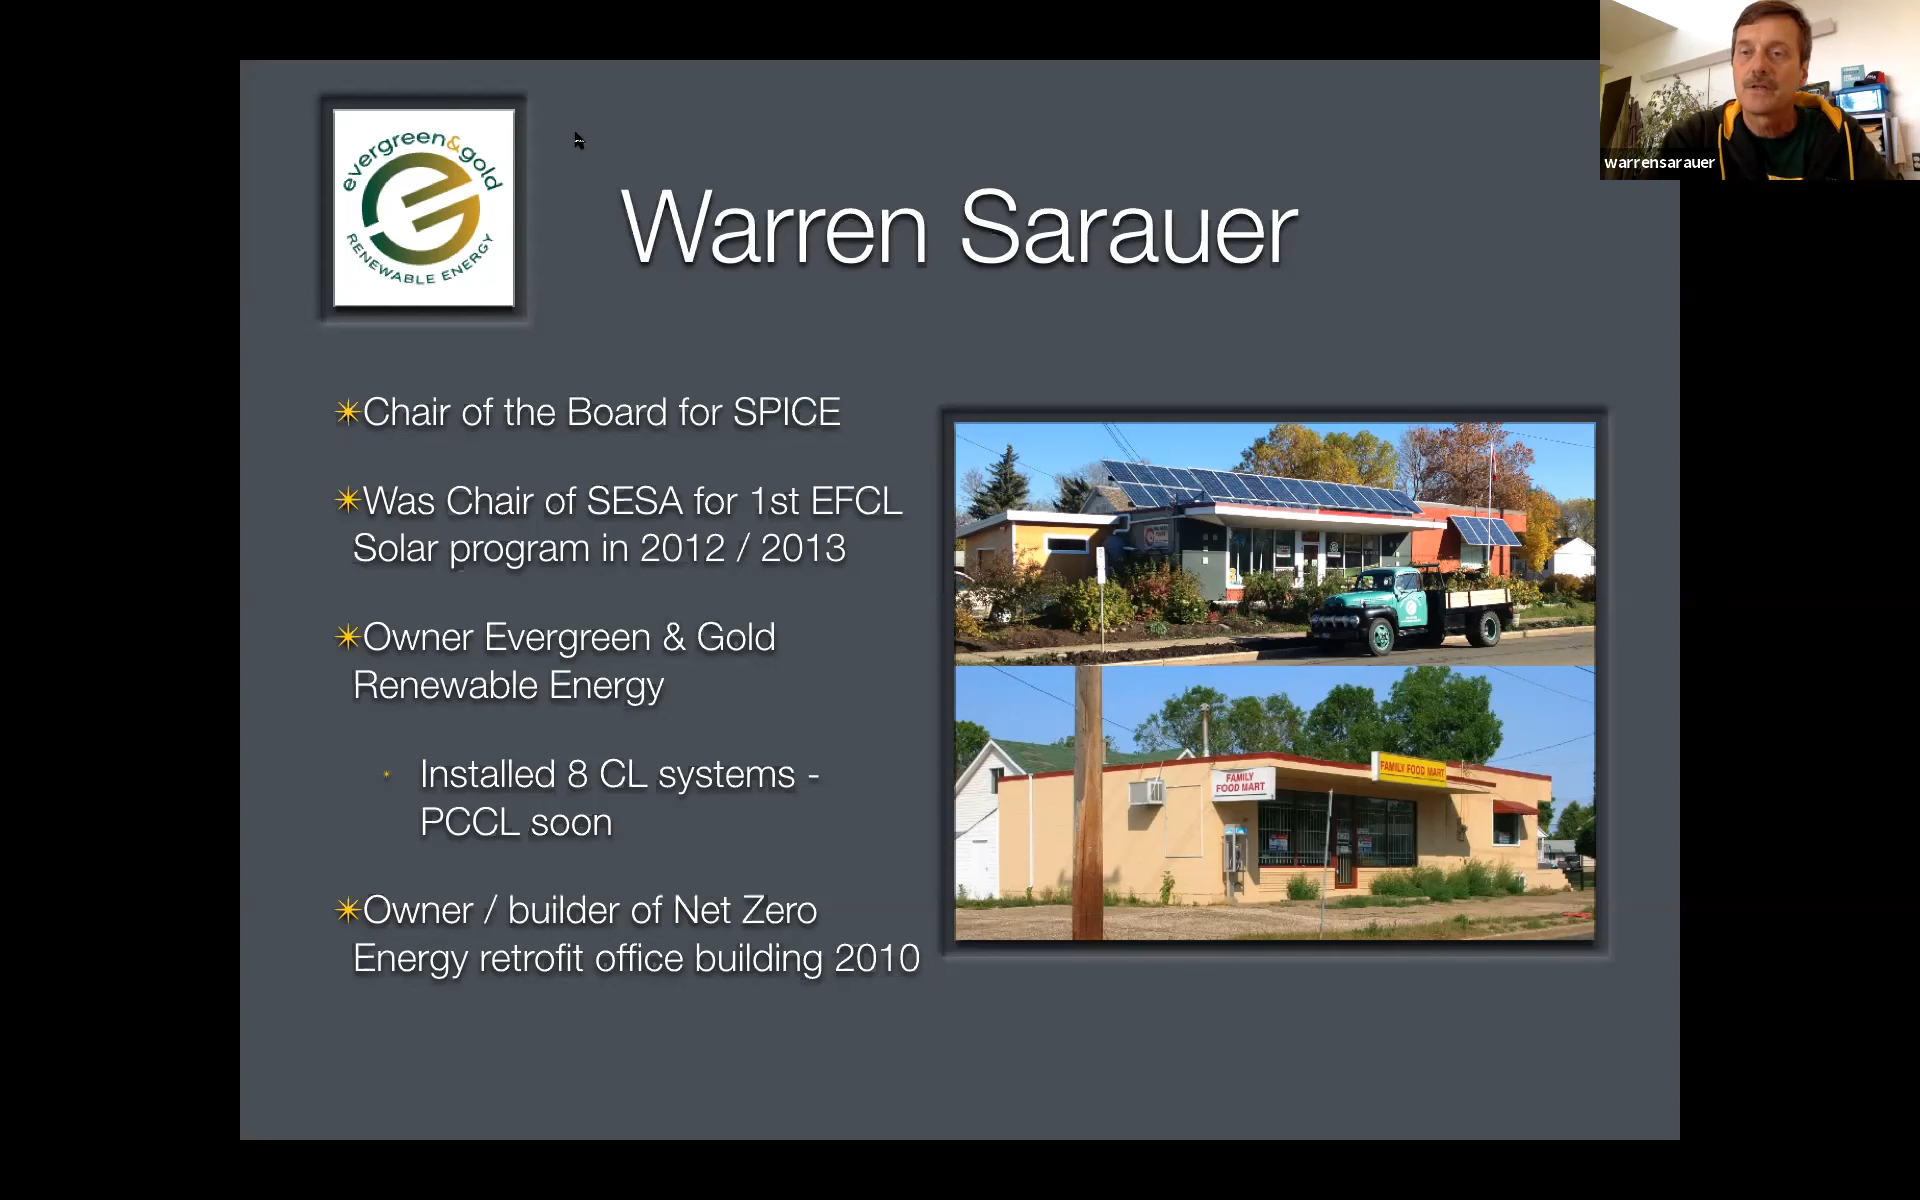 warrensarauer
evergreen&gold
RENEWABLE ENERGY
Warren Sarauer
Chair of the Board for SPICE
Was Chair of SESA for 1st EFCL
Solar program in 2012 / 2013
Owner Evergreen & Gold
Renewable Energy
Installed 8 CL systems -
PCCL soon
Owner / builder of Net Zero
Energy retrofit office building 2010
FAMILY
FOOD MART
FAMILY FOOD MART